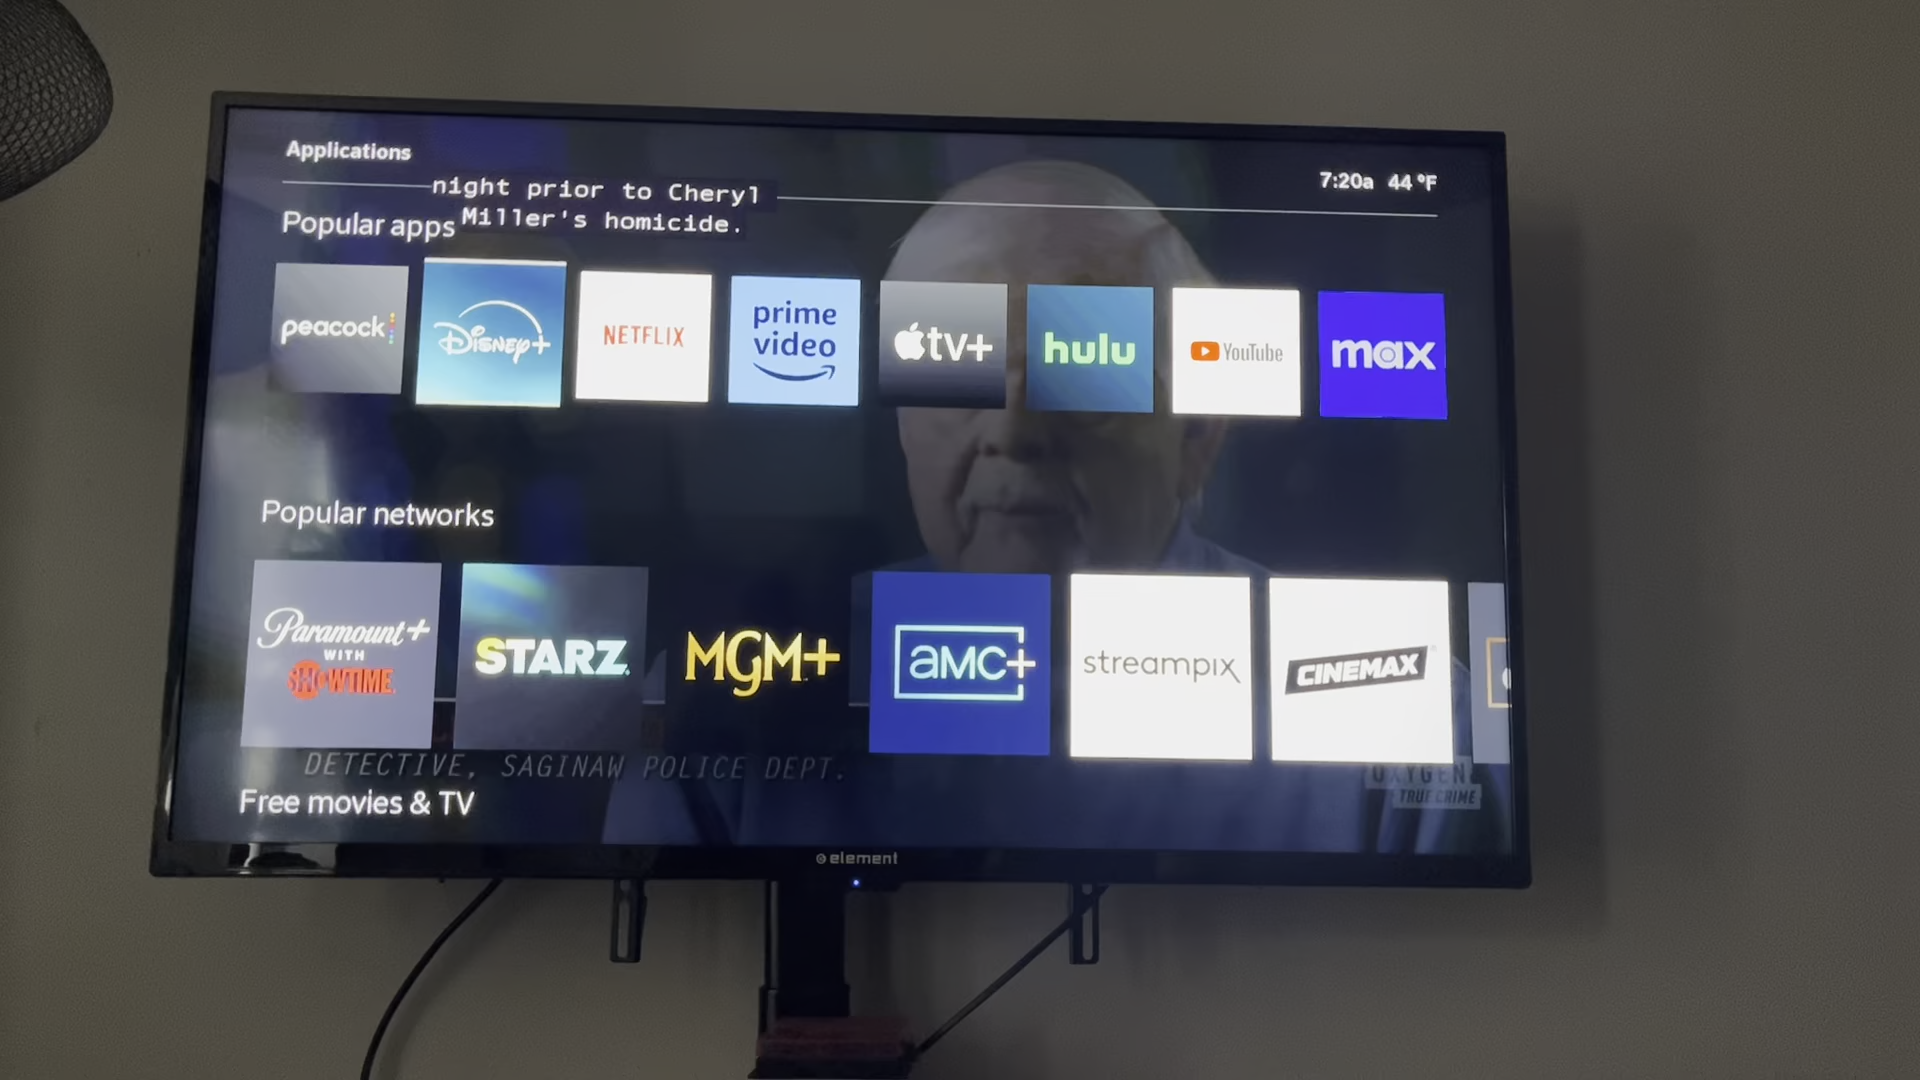 Applications
7:20a 44 °F
night prior to Cheryl
Miller's homicide.
Popular apps
peacock
Disney+
NETFLIX
prime video
tv+
hulu
YouTube
max
Popular networks
Paramount+ WITH SHOWTIME
STARZ
MGM+
aMC+
streampix
CINEMAX
DETECTIVE, SAGINAW POLICE DEPT.
OXYGEN
TRUE CRIME
Free movies & TV
element